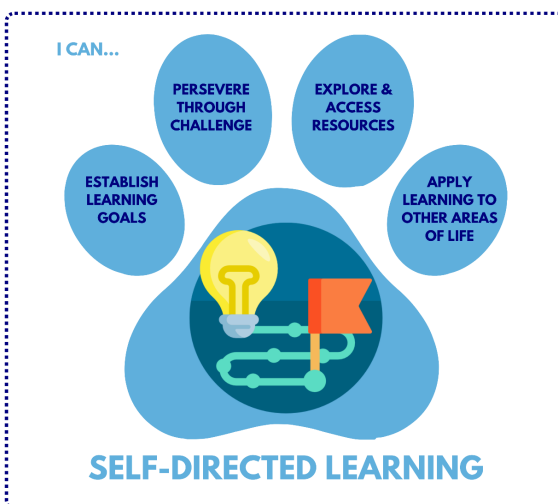 I CAN...
PERSEVERE
THROUGH
CHALLENGE
EXPLORE &
ACCESS
RESOURCES
ESTABLISH
LEARNING
GOALS
APPLY
LEARNING TO
OTHER AREAS
OF LIFE
SELF-DIRECTED LEARNING